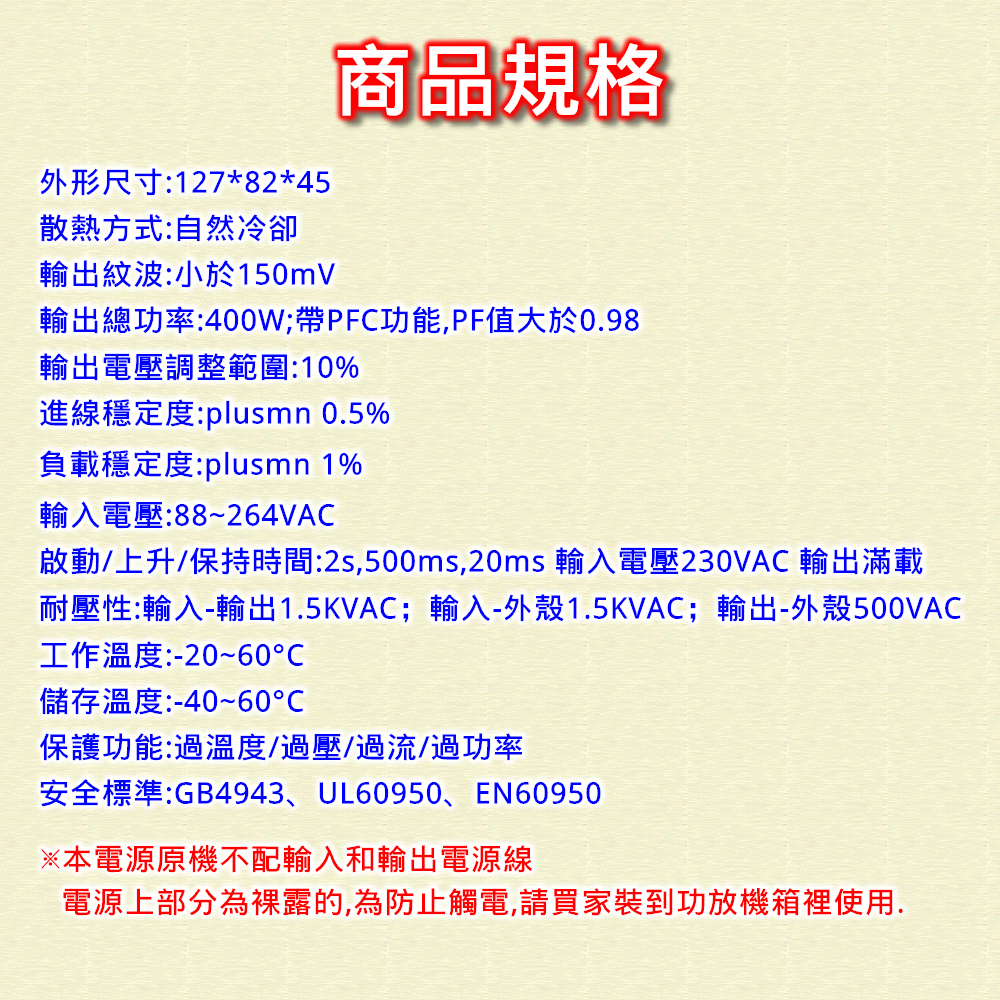 商品規格
外形尺寸:127*82*45
散熱方式:自然冷卻
輸出紋波:小於150mV
輸出總功率:400W;帶PFC功能,PF值大於0.98
輸出電壓調整範圍:10%
進線穩定度:plusmn 0.5%
負載穩定度:plusmn 1%
輸入電壓:88~264VAC
啟動/上升/保持時間:2s,500ms,20ms 輸入電壓230VAC 輸出滿載
耐壓性:輸入-輸出1.5KVAC；輸入-外殼1.5KVAC；輸出-外殼500VAC
工作溫度:-20~60°C
儲存溫度:-40~60°C
保護功能:過溫度/過壓/過流/過功率
安全標準:GB4943、UL60950、EN60950
※本電源原機不配輸入和輸出電源線
電源上部分為裸露的,為防止觸電,請買家裝到功放機箱裡使用.